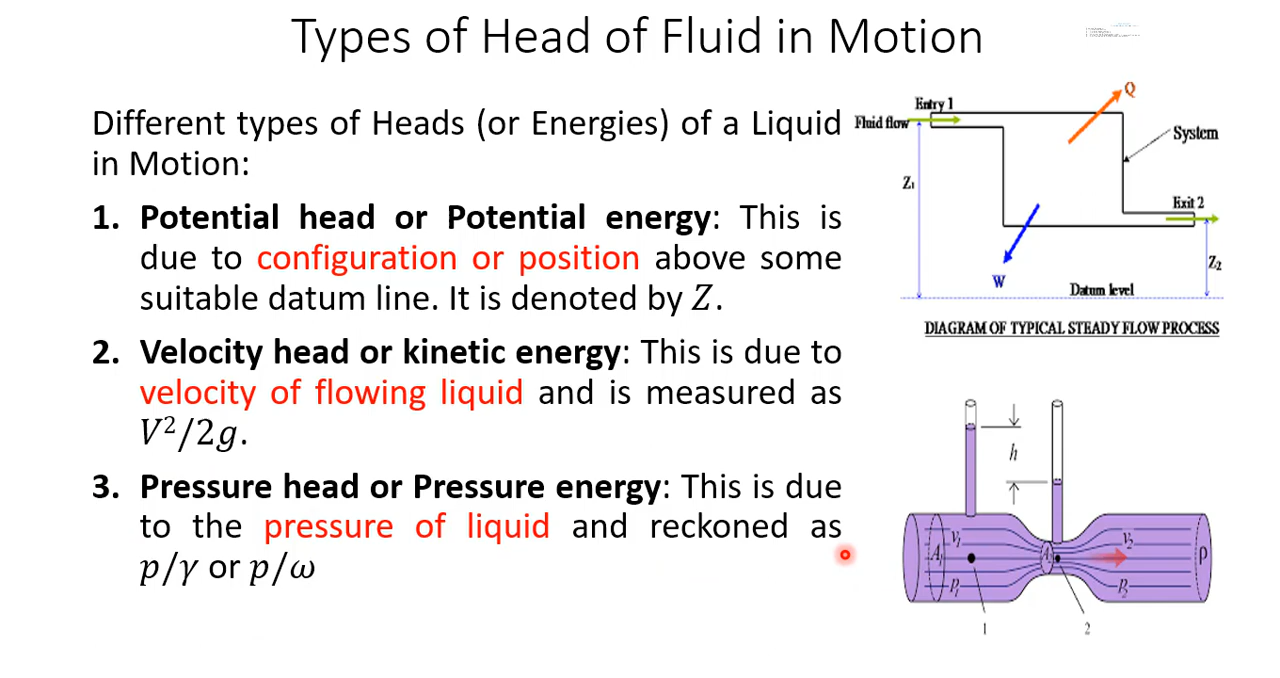 Types of Head of Fluid in Motion
Different types of Heads (or Energies) of a Liquid
in Motion:
1. Potential head or Potential energy: This is
due to configuration or position above some
suitable datum line. It is denoted by Z.
2. Velocity head or kinetic energy: This is due to
velocity of flowing liquid and is measured as
V²/2g.
3. Pressure head or Pressure energy: This is due
to the pressure of liquid and reckoned as
p/γ or p/ω
Q
Entry 1
Fluid flow
System
Z₁
Exit 2
Z₂
W
Datum level
DIAGRAM OF TYPICAL STEADY FLOW PROCESS
h
V₁
V₂
A₁
ρ
P₁
P₂
1
2